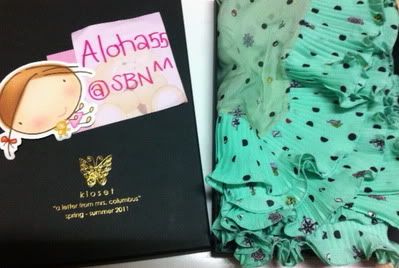 Aloha55
@SBN^^
kloset
"a letter from mrs. columbus"
spring - summer 2011